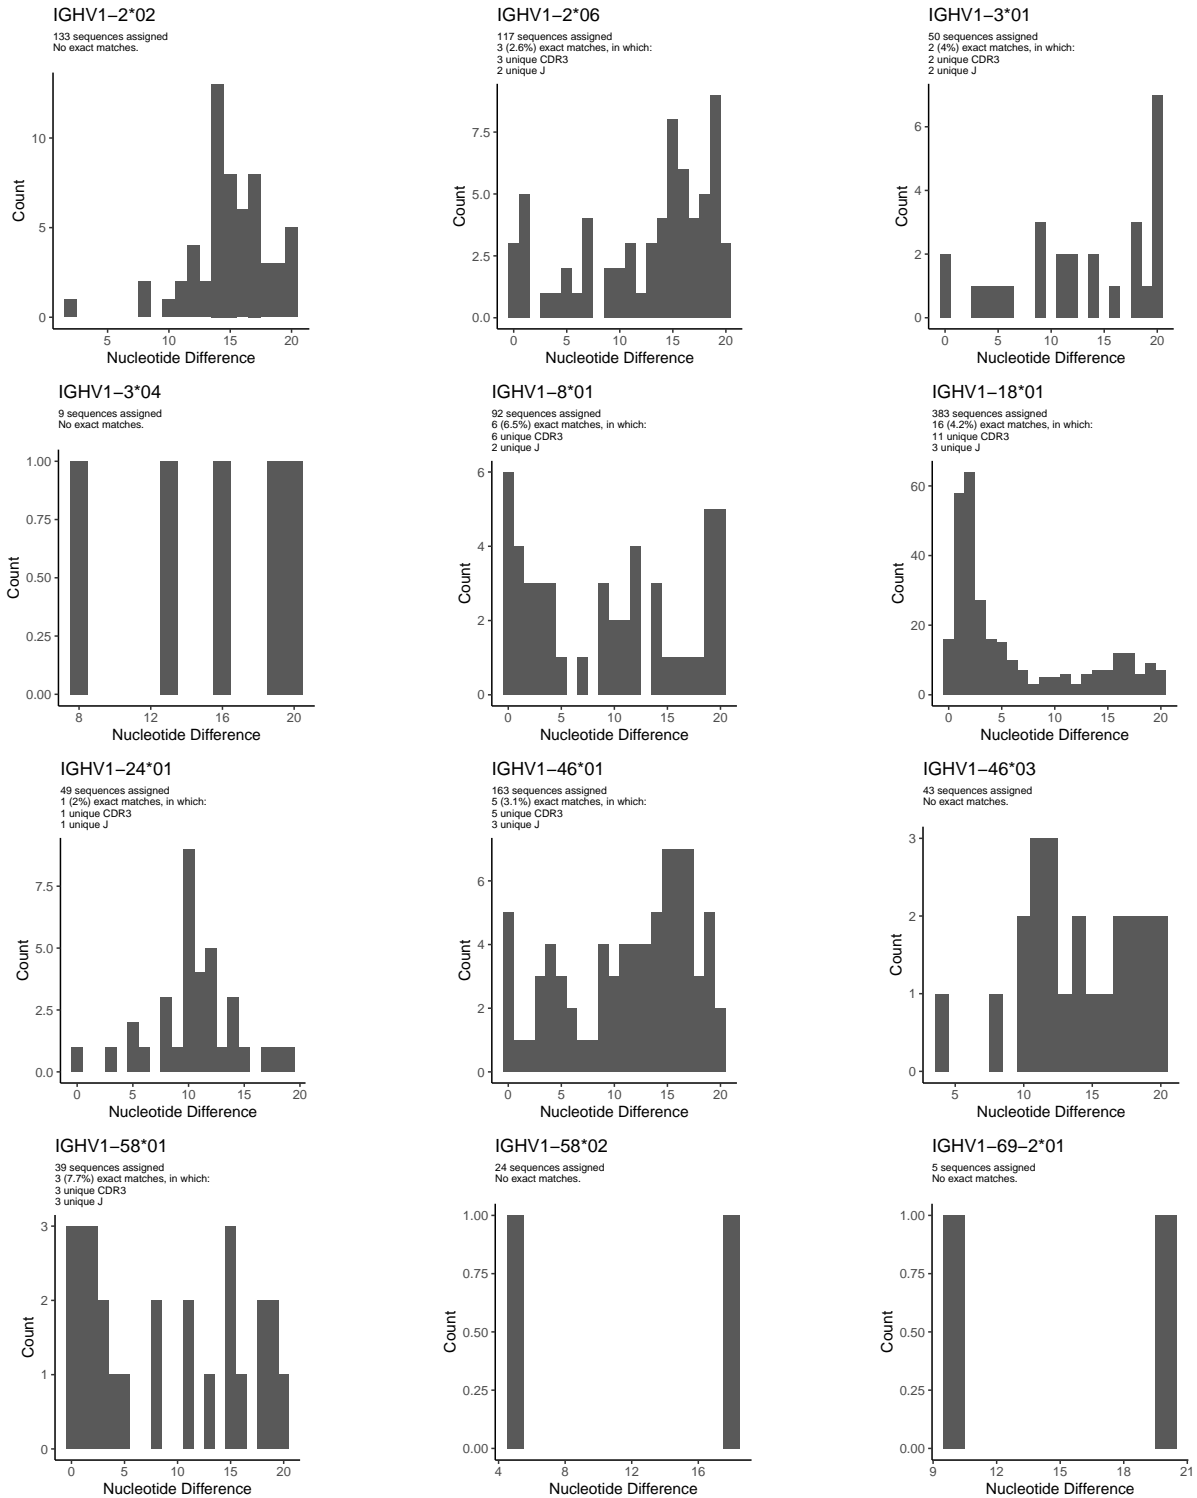 IGHV1−2*02
133 sequences assigned
No exact matches.
10
5
0
Count
5
10
15
20
Nucleotide Difference
IGHV1−2*06
117 sequences assigned
3 (2.6%) exact matches, in which:
3 unique CDR3
2 unique J
7.5
5.0
2.5
0.0
Count
0
5
10
15
20
Nucleotide Difference
IGHV1−3*01
50 sequences assigned
2 (4%) exact matches, in which:
2 unique CDR3
2 unique J
6
4
2
0
Count
0
5
10
15
20
Nucleotide Difference
IGHV1−3*04
9 sequences assigned
No exact matches.
1.00
0.75
0.50
0.25
0.00
Count
8
12
16
20
Nucleotide Difference
IGHV1−8*01
92 sequences assigned
6 (6.5%) exact matches, in which:
6 unique CDR3
2 unique J
6
4
2
0
Count
0
5
10
15
20
Nucleotide Difference
IGHV1−18*01
383 sequences assigned
16 (4.2%) exact matches, in which:
11 unique CDR3
3 unique J
60
40
20
0
Count
0
5
10
15
20
Nucleotide Difference
IGHV1−24*01
49 sequences assigned
1 (2%) exact matches, in which:
1 unique CDR3
1 unique J
7.5
5.0
2.5
0.0
Count
0
5
10
15
20
Nucleotide Difference
IGHV1−46*01
163 sequences assigned
5 (3.1%) exact matches, in which:
5 unique CDR3
3 unique J
6
4
2
0
Count
0
5
10
15
20
Nucleotide Difference
IGHV1−46*03
43 sequences assigned
No exact matches.
3
2
1
0
Count
5
10
15
20
Nucleotide Difference
IGHV1−58*01
39 sequences assigned
3 (7.7%) exact matches, in which:
3 unique CDR3
3 unique J
3
2
1
0
Count
0
5
10
15
20
Nucleotide Difference
IGHV1−58*02
24 sequences assigned
No exact matches.
1.00
0.75
0.50
0.25
0.00
Count
4
8
12
16
Nucleotide Difference
IGHV1−69−2*01
5 sequences assigned
No exact matches.
1.00
0.75
0.50
0.25
0.00
Count
9
12
15
18
21
Nucleotide Difference